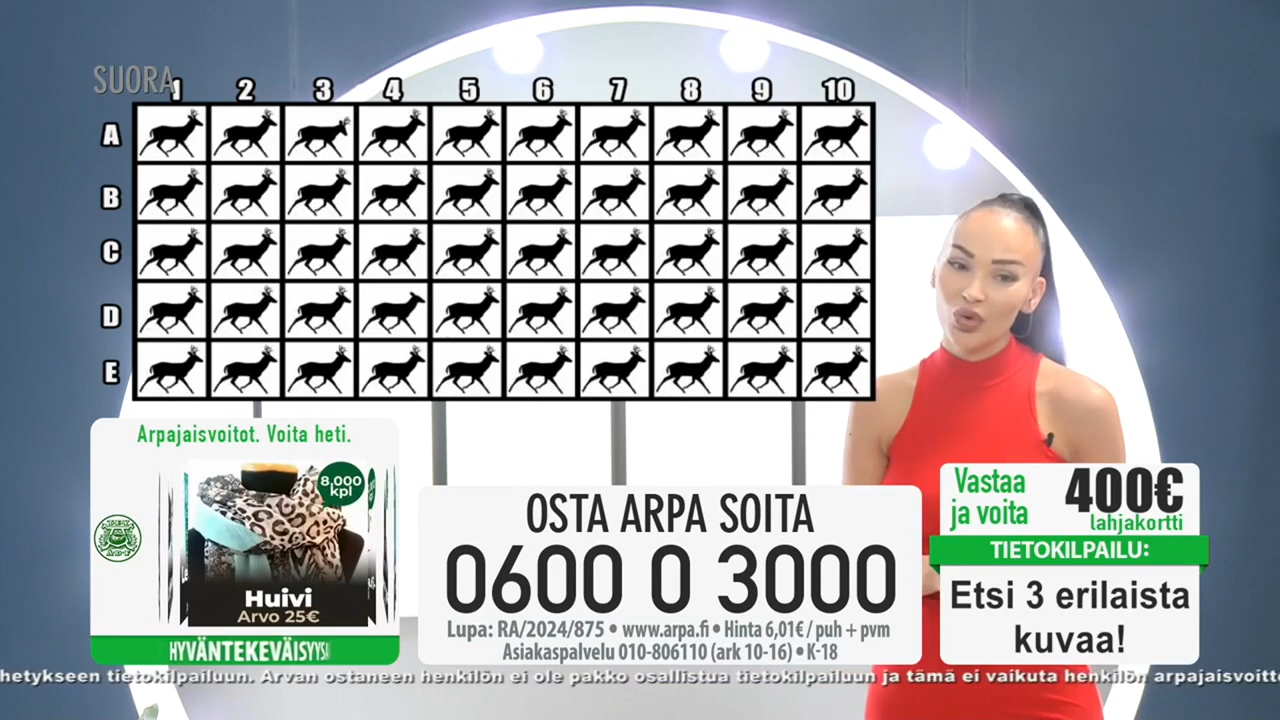 SUORA
1 2 3 4 5 6 7 8 9 10
A
B
C
D
E
Arpajaisvoitot. Voita heti.
8,000
kpl
Huivi
Arvo 25€
HYVÄNTEKEVÄISYYS
OSTA ARPA SOITA
0600 0 3000
Lupa: RA/2024/875 • www.arpa.fi • Hinta 6,01€ / puh + pvm
Asiakaspalvelu 010-806110 (ark 10-16) • K-18
Vastaa
ja voita
400€
lahjakortti
TIETOKILPAILU:
Etsi 3 erilaista
kuvaa!
hetykseen tietokilpailuun. Arvan ostaneen henkilön ei ole pakko osallistua tietokilpailuun ja tämä ei vaikuta henkilön arpajaisvoitto